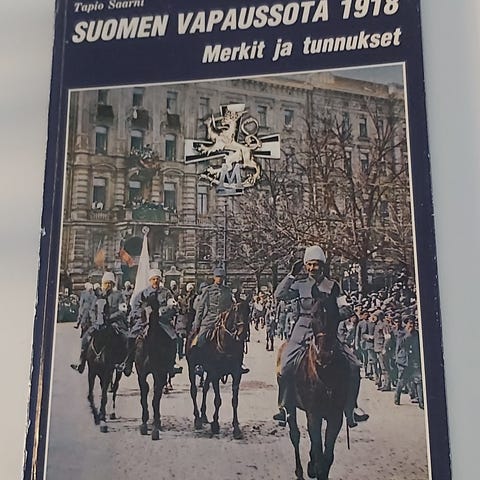 Tapio Saarni
SUOMEN VAPAUSSOTA 1918
Merkit ja tunnukset
M